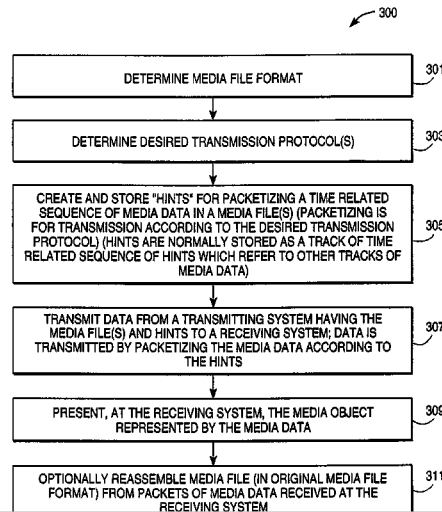 300
DETERMINE MEDIA FILE FORMAT
301
DETERMINE DESIRED TRANSMISSION PROTOCOL(S)
303
CREATE AND STORE "HINTS" FOR PACKETIZING A TIME RELATED
SEQUENCE OF MEDIA DATA IN A MEDIA FILE(S) (PACKETIZING IS
FOR TRANSMISSION ACCORDING TO THE DESIRED TRANSMISSION
PROTOCOL) (HINTS ARE NORMALLY STORED AS A TRACK OF TIME
RELATED SEQUENCE OF HINTS WHICH REFER TO OTHER TRACKS OF
MEDIA DATA)
305
TRANSMIT DATA FROM A TRANSMITTING SYSTEM HAVING THE
MEDIA FILE(S) AND HINTS TO A RECEIVING SYSTEM; DATA IS
TRANSMITTED BY PACKETIZING THE MEDIA DATA ACCORDING TO
THE HINTS
307
PRESENT, AT THE RECEIVING SYSTEM, THE MEDIA OBJECT
REPRESENTED BY THE MEDIA DATA
309
OPTIONALLY REASSEMBLE MEDIA FILE (IN ORIGINAL MEDIA FILE
FORMAT) FROM PACKETS OF MEDIA DATA RECEIVED AT THE
RECEIVING SYSTEM
311